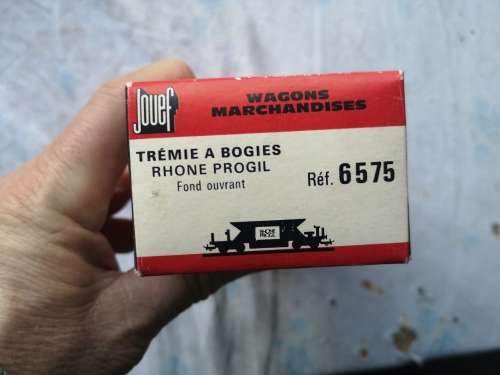 Jouef
WAGONS
MARCHANDISES
TRÉMIE A BOGIES
RHONE PROGIL
Fond ouvrant
Réf. 6575